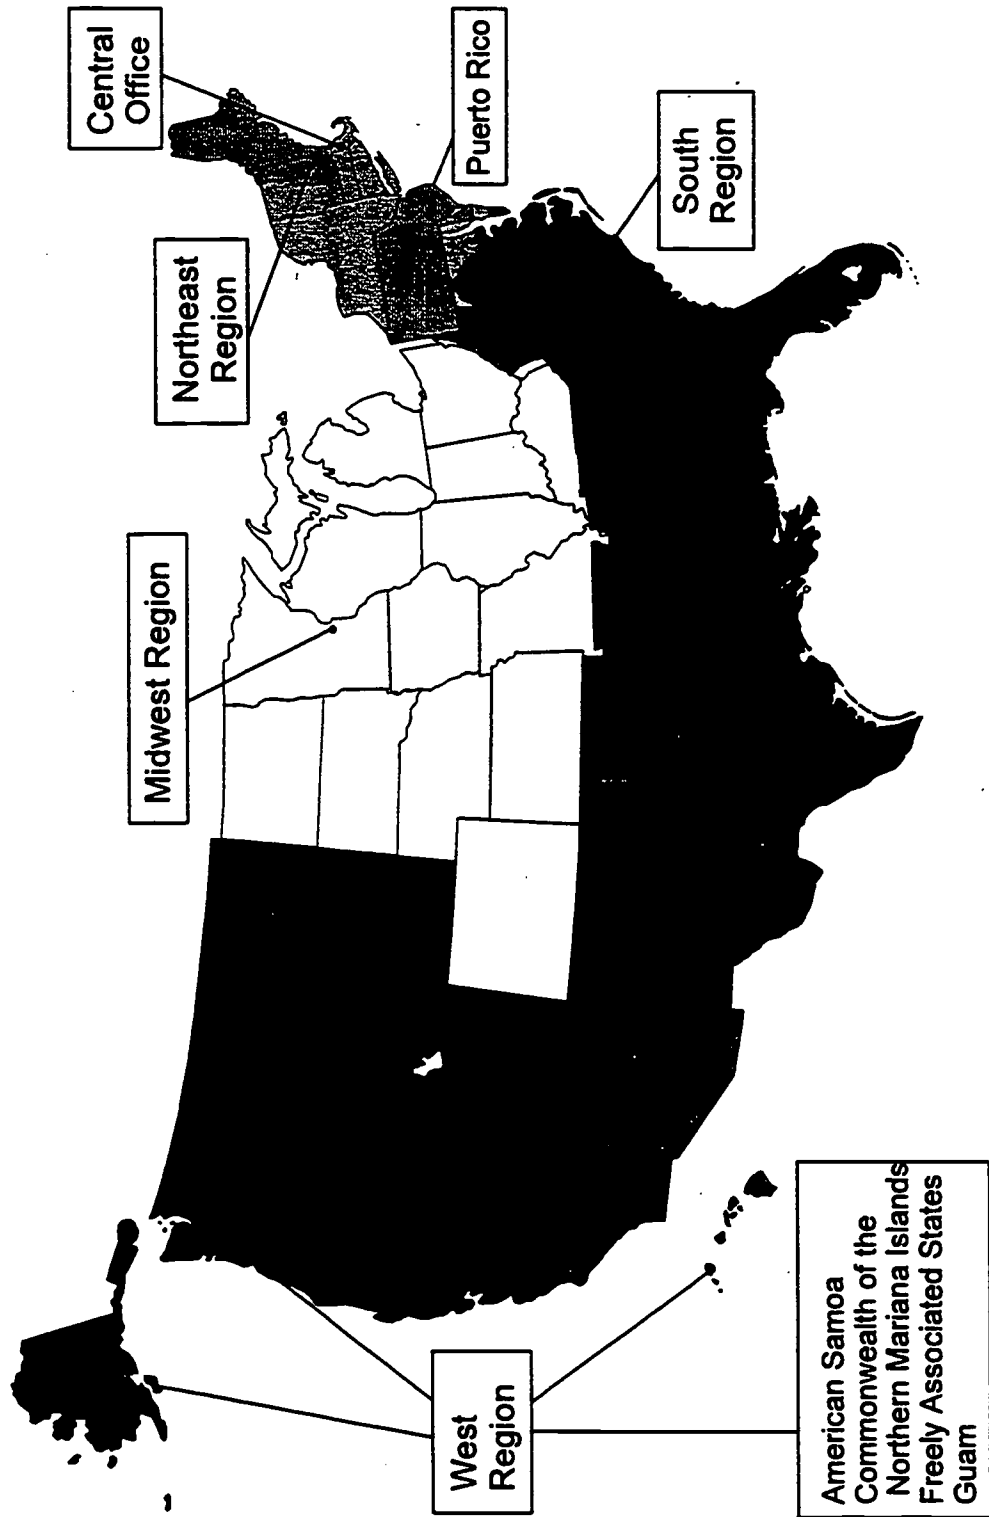 Central
Office
Northeast
Region
Midwest Region
Puerto Rico
South
Region
West
Region
American Samoa
Commonwealth of the
Northern Mariana Islands
Freely Associated States
Guam